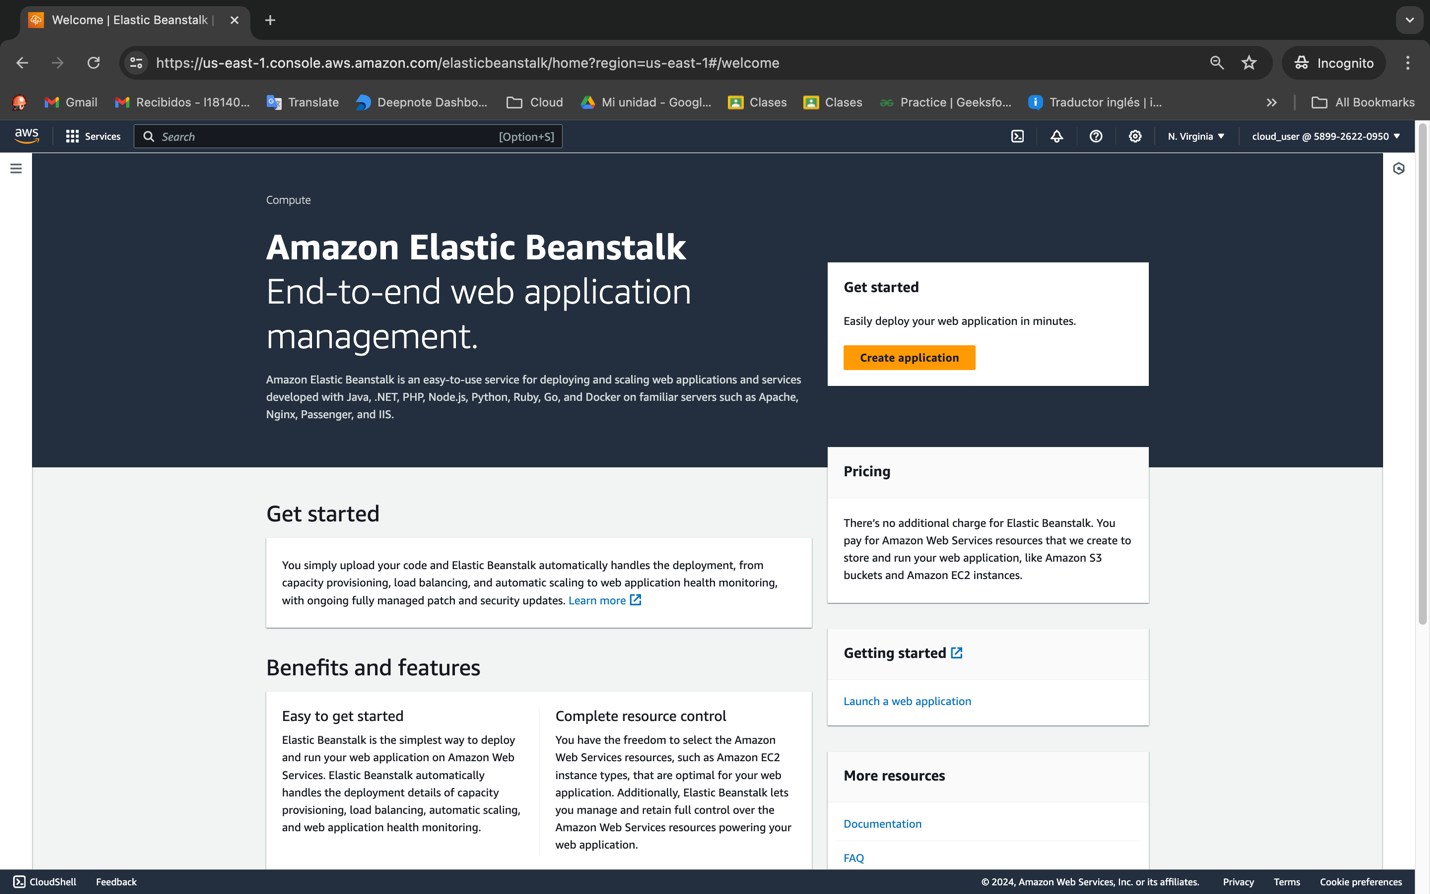 Welcome | Elastic Beanstalk |
https://us-east-1.console.aws.amazon.com/elasticbeanstalk/home?region=us-east-1#/welcome
Incognito
Gmail
Recibidos - l18140...
Translate
Deepnote Dashbo...
Cloud
Mi unidad - Googl...
Clases
Clases
Practice | Geeksfo...
Traductor inglés | i...
All Bookmarks
aws
Services
Search
[Option+S]
N. Virginia
cloud_user @ 5899-2622-0950
Compute
Amazon Elastic Beanstalk
End-to-end web application
management.
Amazon Elastic Beanstalk is an easy-to-use service for deploying and scaling web applications and services
developed with Java, .NET, PHP, Node.js, Python, Ruby, Go, and Docker on familiar servers such as Apache,
Nginx, Passenger, and IIS.
Get started
Easily deploy your web application in minutes.
Create application
Pricing
There's no additional charge for Elastic Beanstalk. You
pay for Amazon Web Services resources that we create to
store and run your web application, like Amazon S3
buckets and Amazon EC2 instances.
Get started
You simply upload your code and Elastic Beanstalk automatically handles the deployment, from
capacity provisioning, load balancing, and automatic scaling to web application health monitoring,
with ongoing fully managed patch and security updates. Learn more
Getting started
Launch a web application
Benefits and features
Easy to get started
Elastic Beanstalk is the simplest way to deploy
and run your web application on Amazon Web
Services. Elastic Beanstalk automatically
handles the deployment details of capacity
provisioning, load balancing, automatic scaling,
and web application health monitoring.
Complete resource control
You have the freedom to select the Amazon
Web Services resources, such as Amazon EC2
instance types, that are optimal for your web
application. Additionally, Elastic Beanstalk lets
you manage and retain full control over the
Amazon Web Services resources powering your
web application.
More resources
Documentation
FAQ
CloudShell
Feedback
© 2024, Amazon Web Services, Inc. or its affiliates.
Privacy
Terms
Cookie preferences